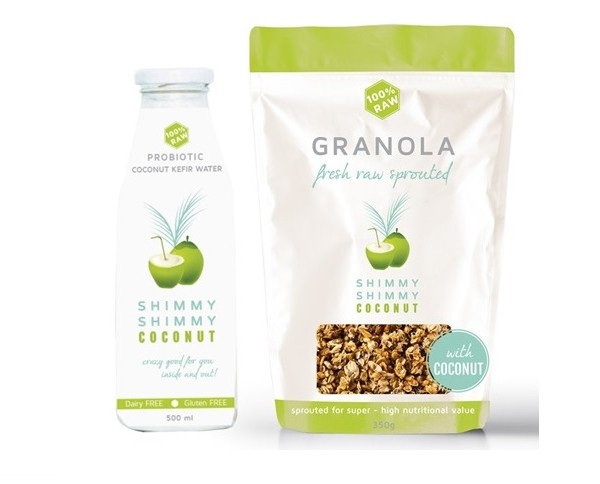 100%
RAW
PROBIOTIC
COCONUT KEFIR WATER
SHIMMY
SHIMMY
COCONUT
crazy good for you
inside and out!
Dairy FREE Gluten FREE
500 ml
100%
RAW
GRANOLA
fresh raw sprouted
SHIMMY
SHIMMY
COCONUT
with
COCONUT
sprouted for super - high nutritional value
350g